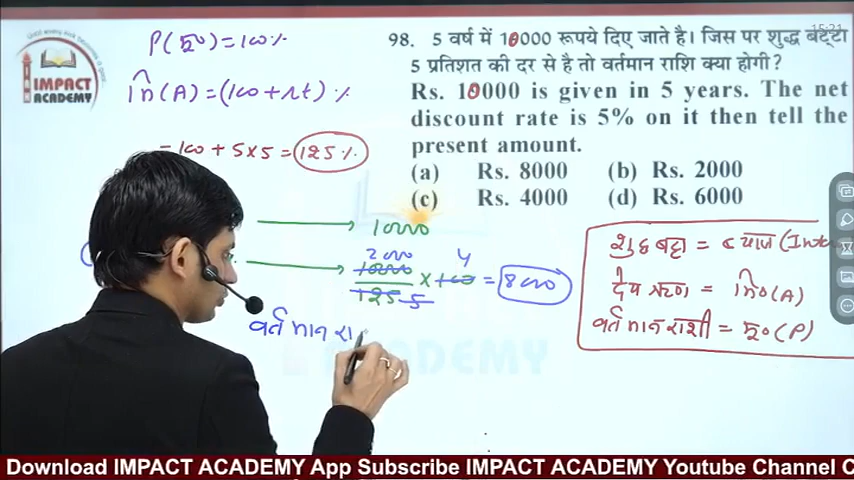 15:21
IMPACT
ACADEMY
P(मू०) = 100%
मि०(A) = (100 + rt) %
= 100 + 5×5 = 125%
98. 5 वर्ष में 10000 रूपये दिए जाते है। जिस पर शुद्ध बट्टा
5 प्रतिशत की दर से है तो वर्तमान राशि क्या होगी?
Rs. 10000 is given in 5 years. The net
discount rate is 5% on it then tell the
present amount.
(a) Rs. 8000 (b) Rs. 2000
(c) Rs. 4000 (d) Rs. 6000
10000
2000 4
10000 × 100 = 8000
125 5
वर्तमान रा
शुद्ध बट्टा = ब्याज (Inte
देय ऋण = मि०(A)
वर्तमान राशी = मू०(P)
ACADEMY
Download IMPACT ACADEMY App Subscribe IMPACT ACADEMY Youtube Channel C